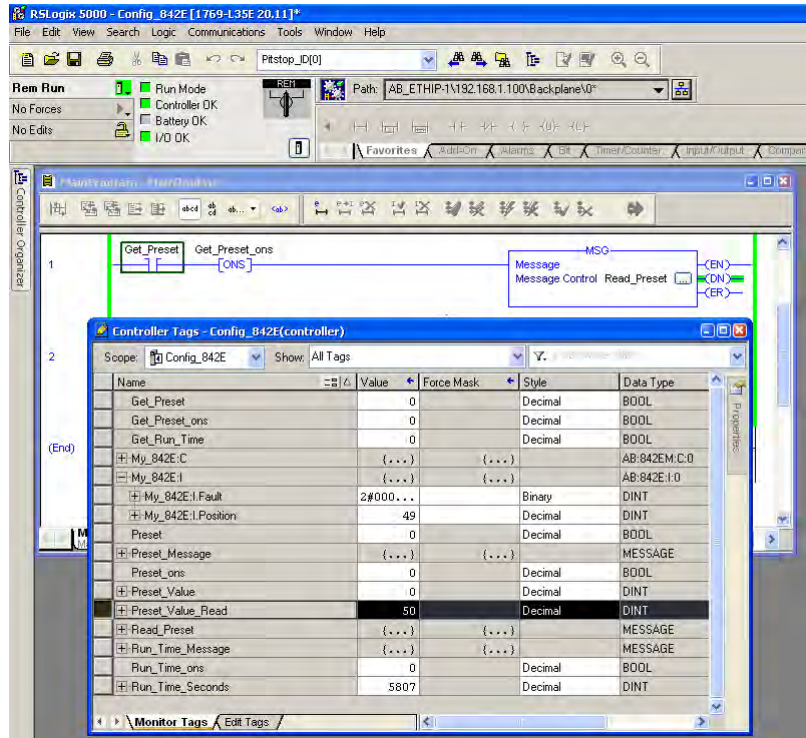 RSLogix 5000 - Config_842E [1769-L35E 20.11]*
File Edit View Search Logic Communications Tools Window Help
Pitstop_ID[0]
Rem Run Run Mode REM Path: AB_ETHIP-1\192.168.1.100\Backplane\0*
No Forces Controller OK
Battery OK
No Edits I/O OK
Favorites Add-On Alarms Bit Timer/Counter Input/Output Compar
Controller Organizer
1 Get_Preset Get_Preset_ons MSG
ONS Message EN
Message Control Read_Preset ... DN
ER
Controller Tags - Config_842E(controller)
2 Scope: Config_842E Show: All Tags
Name Value Force Mask Style Data Type
Get_Preset 0 Decimal BOOL
Get_Preset_ons 0 Decimal BOOL
Get_Run_Time 0 Decimal BOOL
(End)
My_842E:C {...} {...} AB:842EM:C:0
My_842E:I {...} {...} AB:842E:I:0
My_842E:I.Fault 2#000... Binary DINT
My_842E:I.Position 49 Decimal DINT
Preset 0 Decimal BOOL
Preset_Message {...} {...} MESSAGE
Preset_ons 0 Decimal BOOL
Preset_Value 0 Decimal DINT
Preset_Value_Read 50 Decimal DINT
Read_Preset {...} {...} MESSAGE
Run_Time_Message {...} {...} MESSAGE
Run_Time_ons 0 Decimal BOOL
Run_Time_Seconds 5807 Decimal DINT
Properties
Monitor Tags Edit Tags